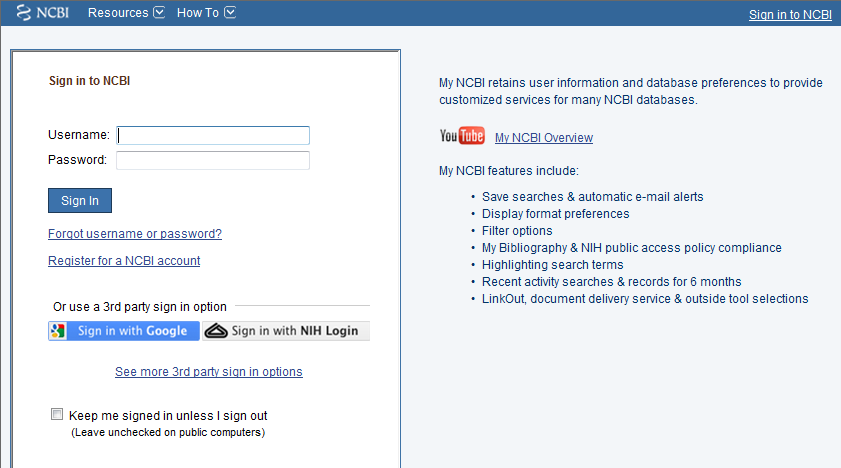 NCBI Resources How To Sign in to NCBI
Sign in to NCBI
Username:
Password:
Sign In
Forgot username or password?
Register for a NCBI account
Or use a 3rd party sign in option
Sign in with Google Sign in with NIH Login
See more 3rd party sign in options
Keep me signed in unless I sign out
(Leave unchecked on public computers)
My NCBI retains user information and database preferences to provide
customized services for many NCBI databases.
YouTube My NCBI Overview
My NCBI features include:
• Save searches & automatic e-mail alerts
• Display format preferences
• Filter options
• My Bibliography & NIH public access policy compliance
• Highlighting search terms
• Recent activity searches & records for 6 months
• LinkOut, document delivery service & outside tool selections